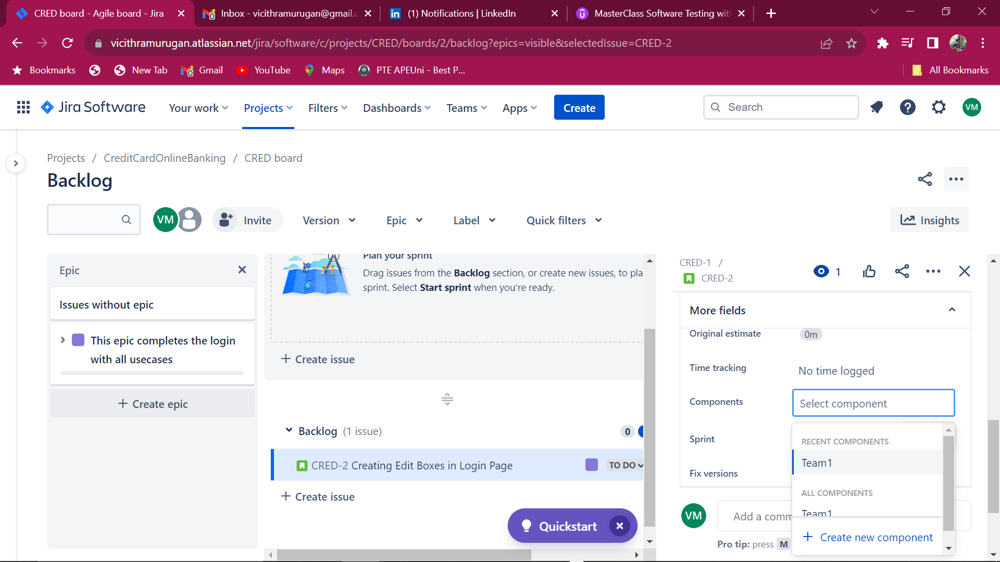 CRED board - Agile board - Jira
Inbox - vicithramurugan@gmail.c
(1) Notifications | LinkedIn
MasterClass Software Testing wit
vicithramurugan.atlassian.net/jira/software/c/projects/CRED/boards/2/backlog?epics=visible&selectedIssue=CRED-2
Bookmarks
New Tab
Gmail
YouTube
Maps
PTE APEUni - Best P...
All Bookmarks
Jira Software
Your work
Projects
Filters
Dashboards
Teams
Apps
Create
Search
VM
Projects / CreditCardOnlineBanking / CRED board
Backlog
VM
Invite
Version
Epic
Label
Quick filters
Insights
Epic
Issues without epic
This epic completes the login
with all usecases
+ Create epic
Plan your sprint
Drag issues from the Backlog section, or create new issues, to pla
sprint. Select Start sprint when you're ready.
+ Create issue
Backlog (1 issue)
0
CRED-2 Creating Edit Boxes in Login Page
TO DO
+ Create issue
Quickstart
CRED-1 /
CRED-2
1
More fields
Original estimate
0m
Time tracking
No time logged
Components
Select component
Sprint
Fix versions
RECENT COMPONENTS
Team1
ALL COMPONENTS
Team1
+ Create new component
VM
Add a comm
Pro tip: press M